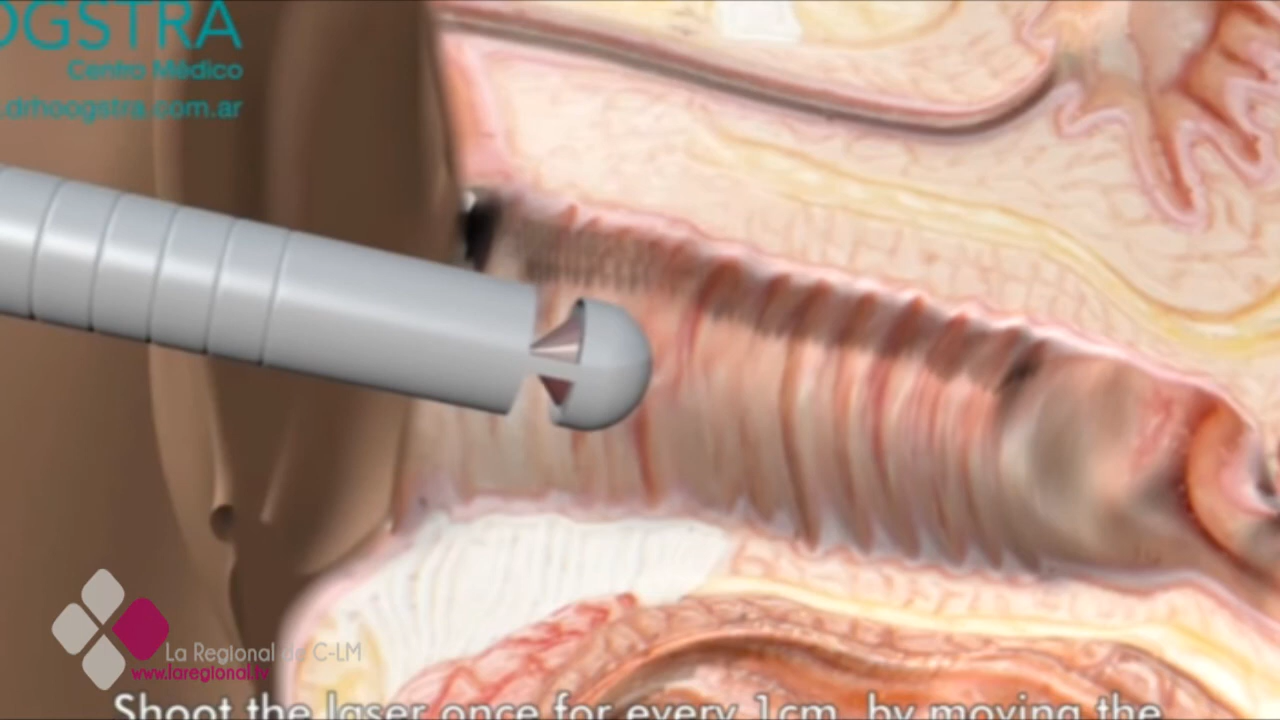 OGSTRA
Centro Médico
.drhoogstra.com.ar
La Regional de C-LM
www.laregional.tv
Shoot the laser once for every 1cm, by moving the